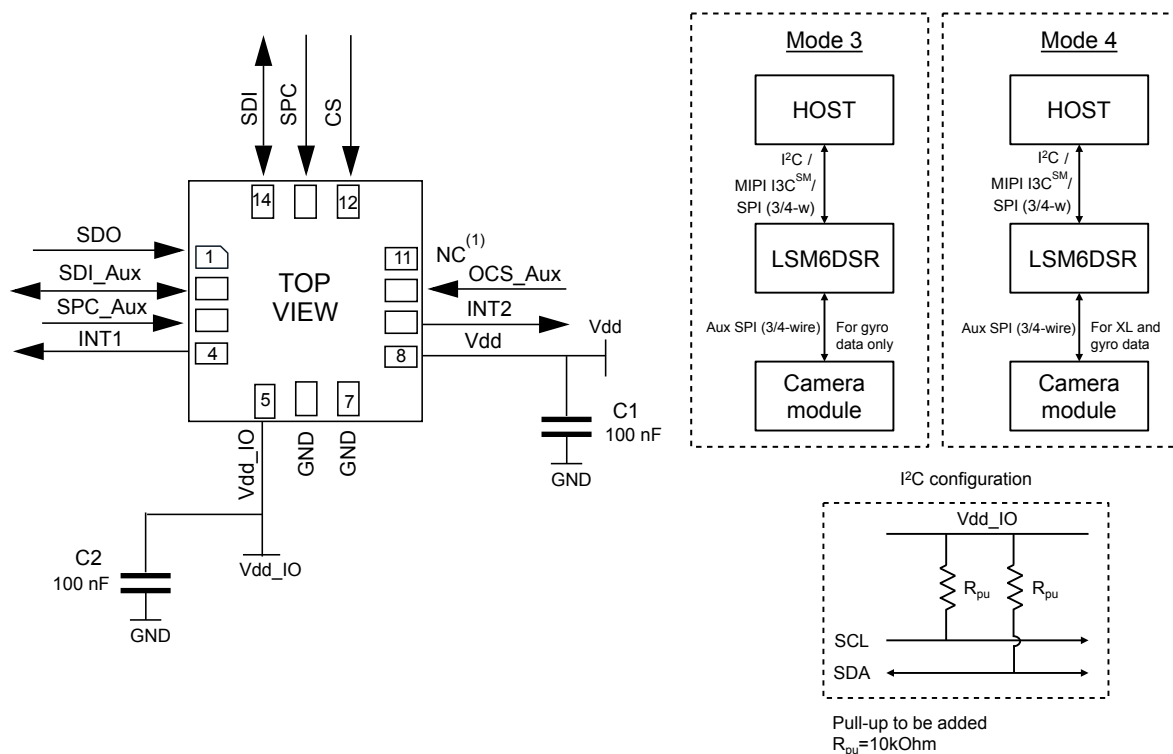 SDI
SPC
CS
14
12
SDO
1
SDI_Aux
SPC_Aux
INT1
4
TOP
VIEW
11
NC(1)
OCS_Aux
INT2
Vdd
8
Vdd
5
7
Vdd_IO
GND
GND
C1
100 nF
GND
C2
100 nF
GND
Vdd_IO
Mode 3
HOST
I²C /
MIPI I3CSM/
SPI (3/4-w)
LSM6DSR
Aux SPI (3/4-wire)
For gyro
data only
Camera
module
Mode 4
HOST
I²C /
MIPI I3CSM/
SPI (3/4-w)
LSM6DSR
Aux SPI (3/4-wire)
For XL and
gyro data
Camera
module
I²C configuration
Vdd_IO
Rpu
Rpu
SCL
SDA
Pull-up to be added
Rpu=10kOhm